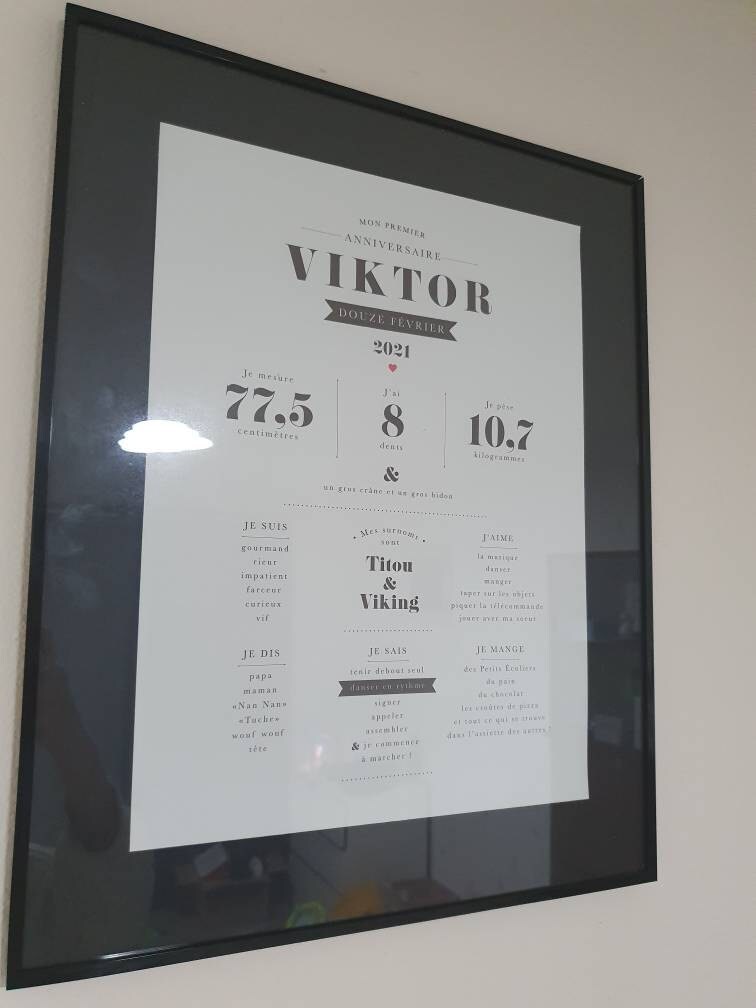 MON PREMIER
ANNIVERSAIRE
VIKTOR
DOUZE FÉVRIER
2021
Je mesure
77,5
centimètres
J'ai
8
dents
Je pèse
10,7
kilogrammes
&
un gros crâne et un gros bidon
JE SUIS
gourmand
rieur
impatient
farceur
curieux
vif
• Mes surnoms •
sont
Titou
&
Viking
J'AIME
la musique
danser
manger
taper sur les objets
piquer la télécommande
jouer avec ma soeur
JE DIS
papa
maman
«Nan Nan»
«Tuche»
wouf wouf
tête
JE SAIS
tenir debout seul
danser en rythme
signer
appeler
assembler
& je commence
à marcher !
JE MANGE
des Petits Écoliers
du pain
du chocolat
les croûtes de pizza
et tout ce qui se trouve
dans l'assiette des autres !